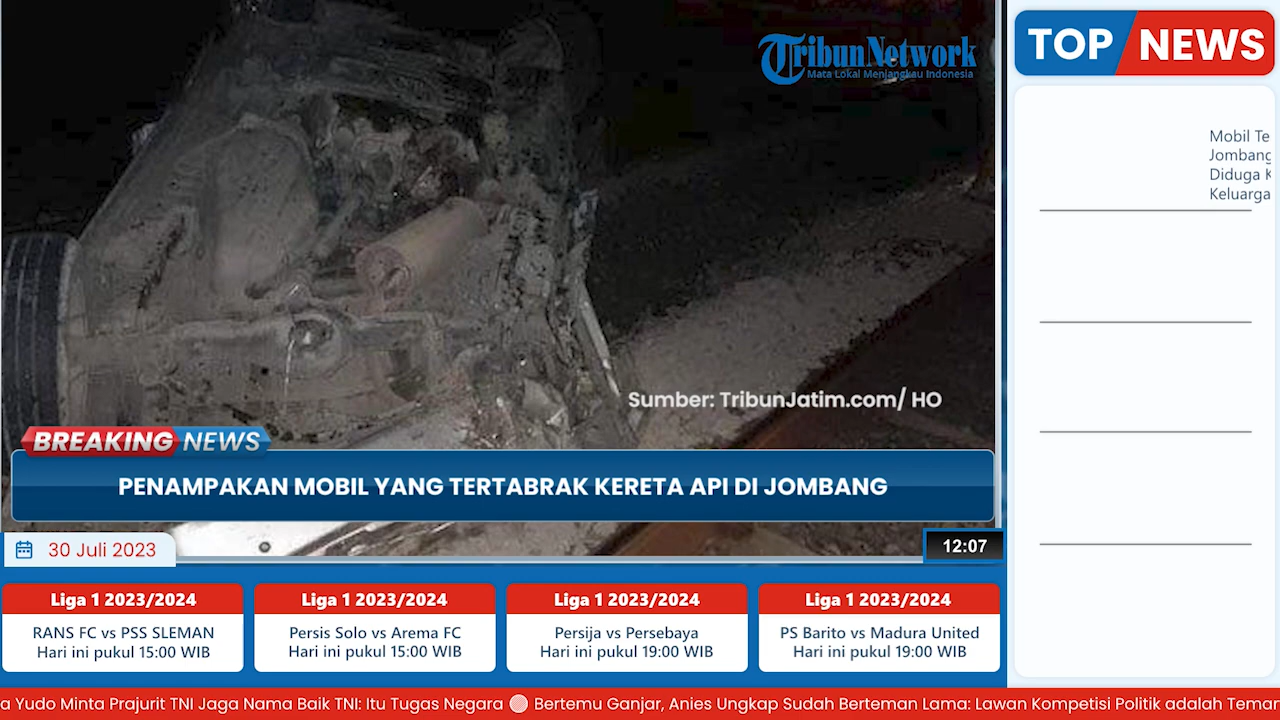 TribunNetwork
Mata Lokal Menjangkau Indonesia
Sumber: TribunJatim.com/ HO
BREAKING NEWS
PENAMPAKAN MOBIL YANG TERTABRAK KERETA API DI JOMBANG
30 Juli 2023
12:07
TOP NEWS
Mobil Te
Jombang
Diduga K
Keluarga
Liga 1 2023/2024
RANS FC vs PSS SLEMAN
Hari ini pukul 15:00 WIB
Liga 1 2023/2024
Persis Solo vs Arema FC
Hari ini pukul 15:00 WIB
Liga 1 2023/2024
Persija vs Persebaya
Hari ini pukul 19:00 WIB
Liga 1 2023/2024
PS Barito vs Madura United
Hari ini pukul 19:00 WIB
a Yudo Minta Prajurit TNI Jaga Nama Baik TNI: Itu Tugas Negara Bertemu Ganjar, Anies Ungkap Sudah Berteman Lama: Lawan Kompetisi Politik adalah Teman